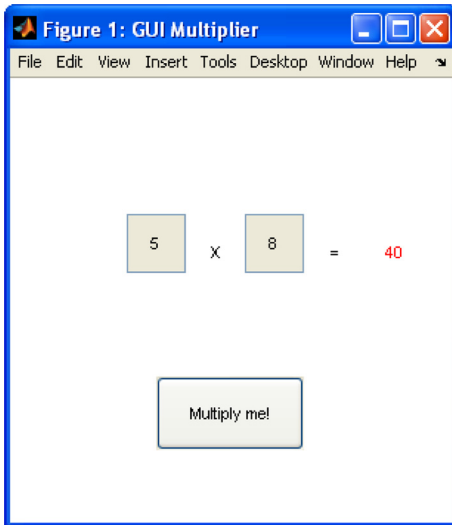 Figure 1: GUI Multiplier
File Edit View Insert Tools Desktop Window Help
5 X 8 = 40
Multiply me!